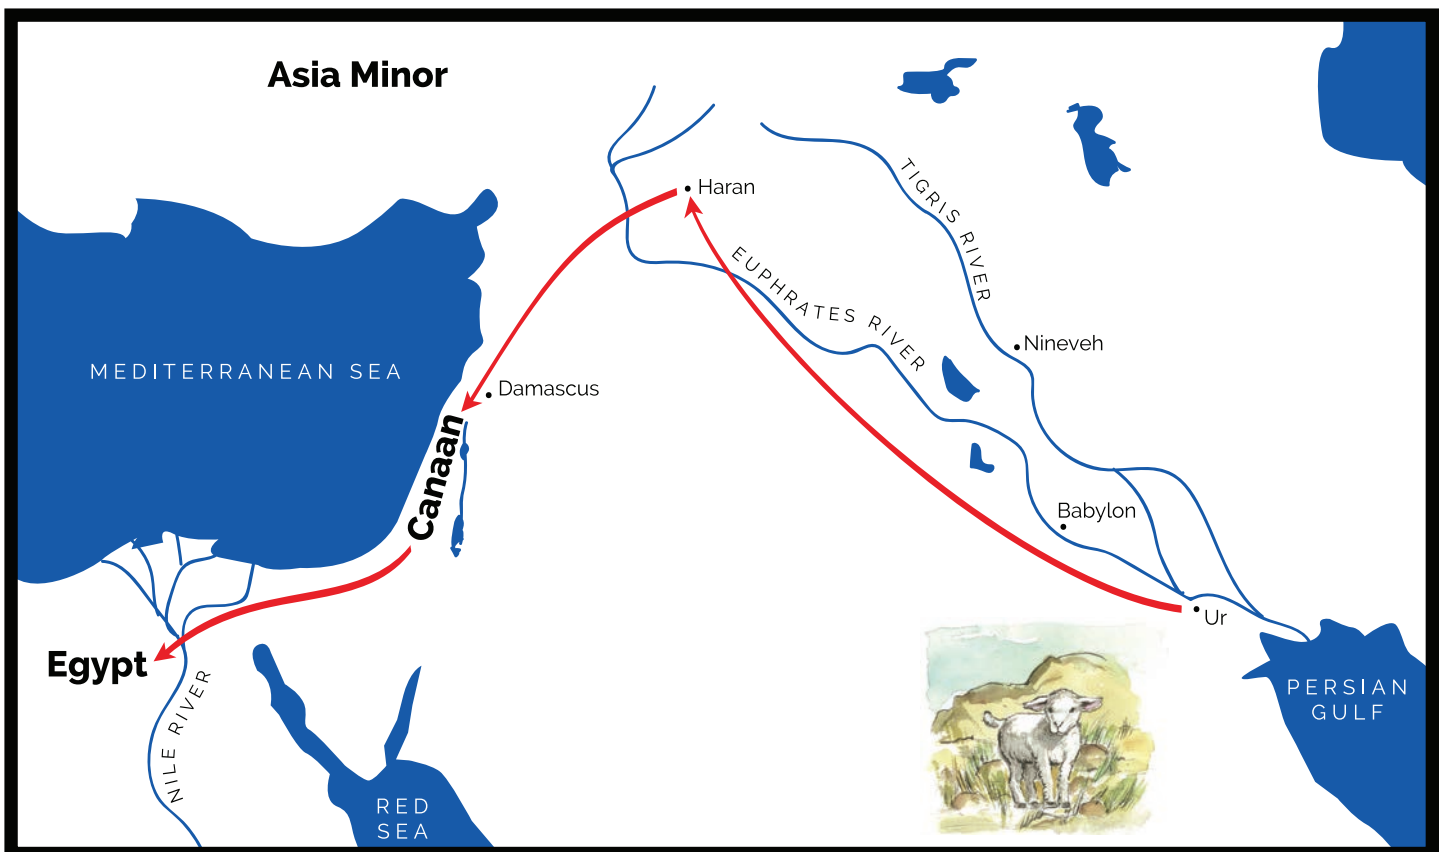 Asia Minor
Haran
TIGRIS RIVER
EUPHRATES RIVER
Nineveh
MEDITERRANEAN SEA
Damascus
Canaan
Babylon
Ur
Egypt
NILE RIVER
PERSIAN
GULF
RED
SEA